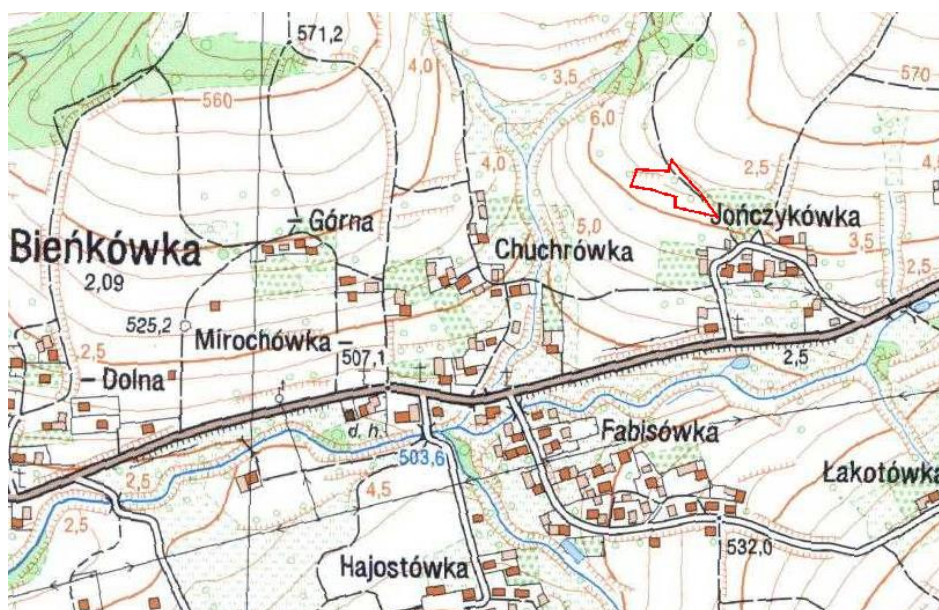 571,2
4,0
3,5
570
560
6,0
4,0
2,5
4,5
– Górna
Jończykówka
Bieńkówka
5,0
Chuchrówka
3,5
2,5
2,09
525,2
Mirochówka –
507,1
2,5
2,5
– Dolna
d. h.
Fabisówka
503,6
Łakotówka
2,5
4,5
2,5
532,0
Hajostówka